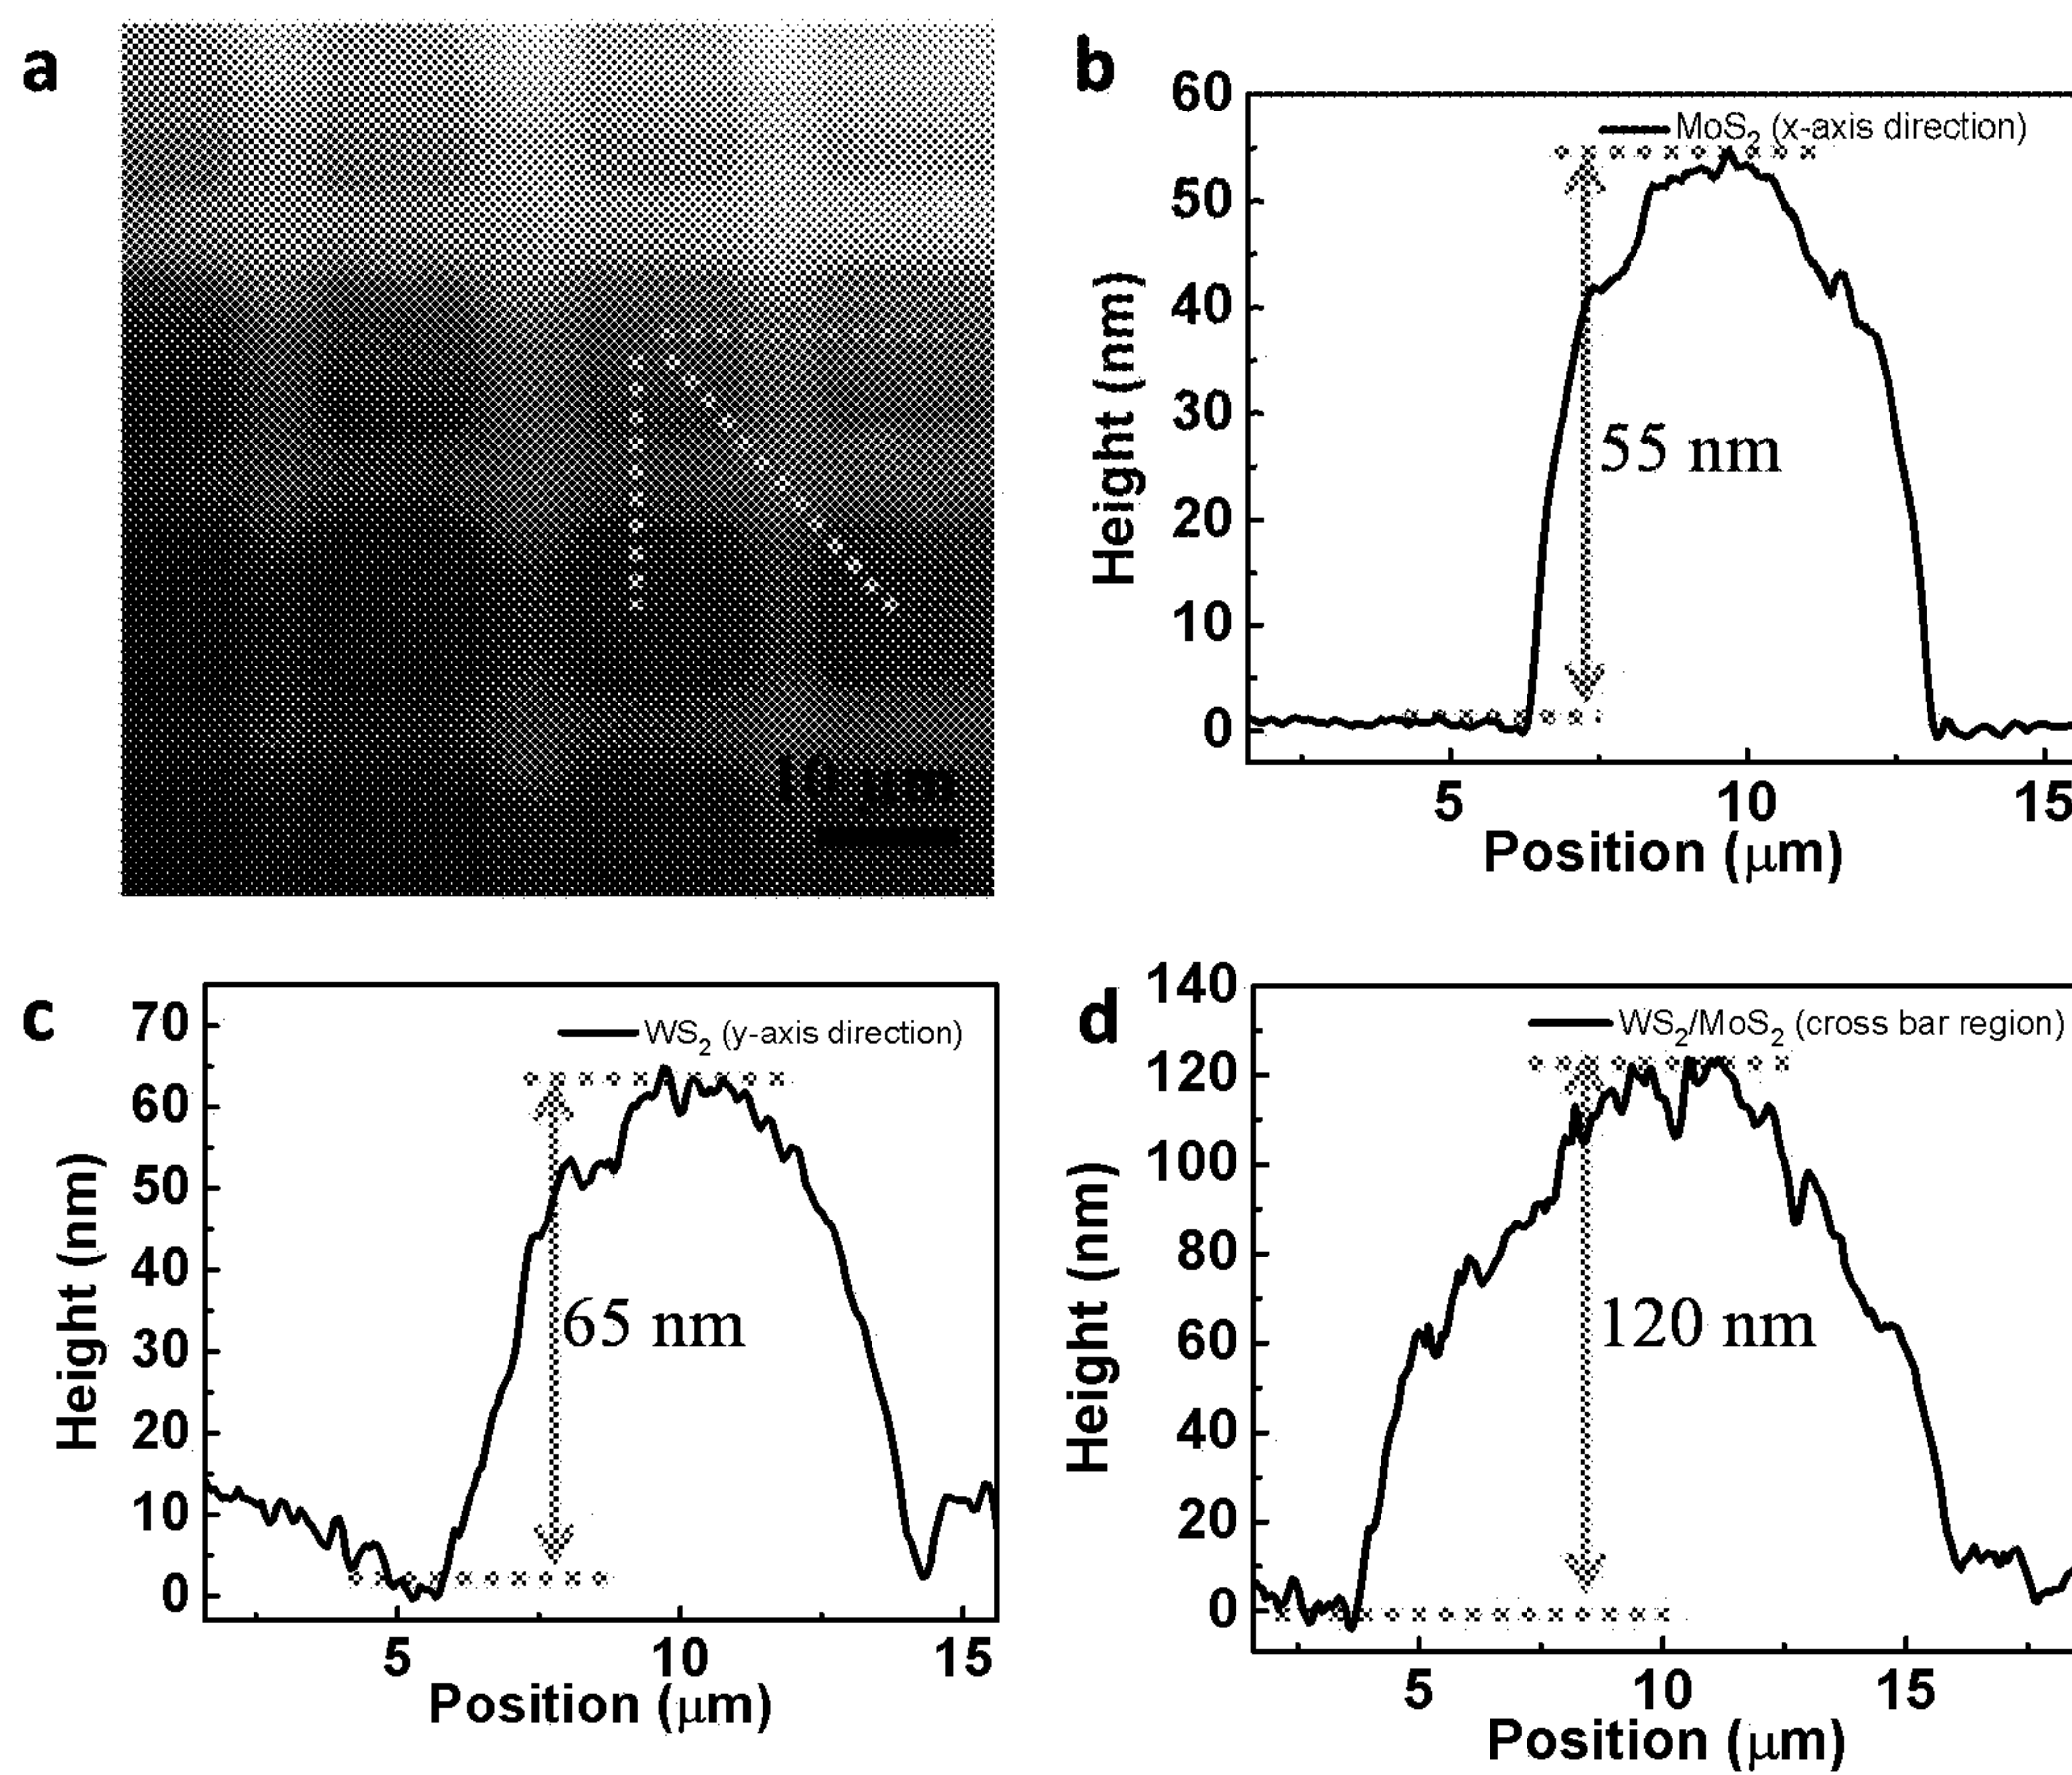 a
10 μm
b
60
50
40
30
20
10
0
Height (nm)
MoS₂ (x-axis direction)
55 nm
5 10 15
Position (μm)
c
70
60
50
40
30
20
10
0
Height (nm)
WS₂ (y-axis direction)
65 nm
5 10 15
Position (μm)
d
140
120
100
80
60
40
20
0
Height (nm)
WS₂/MoS₂ (cross bar region)
120 nm
5 10 15
Position (μm)